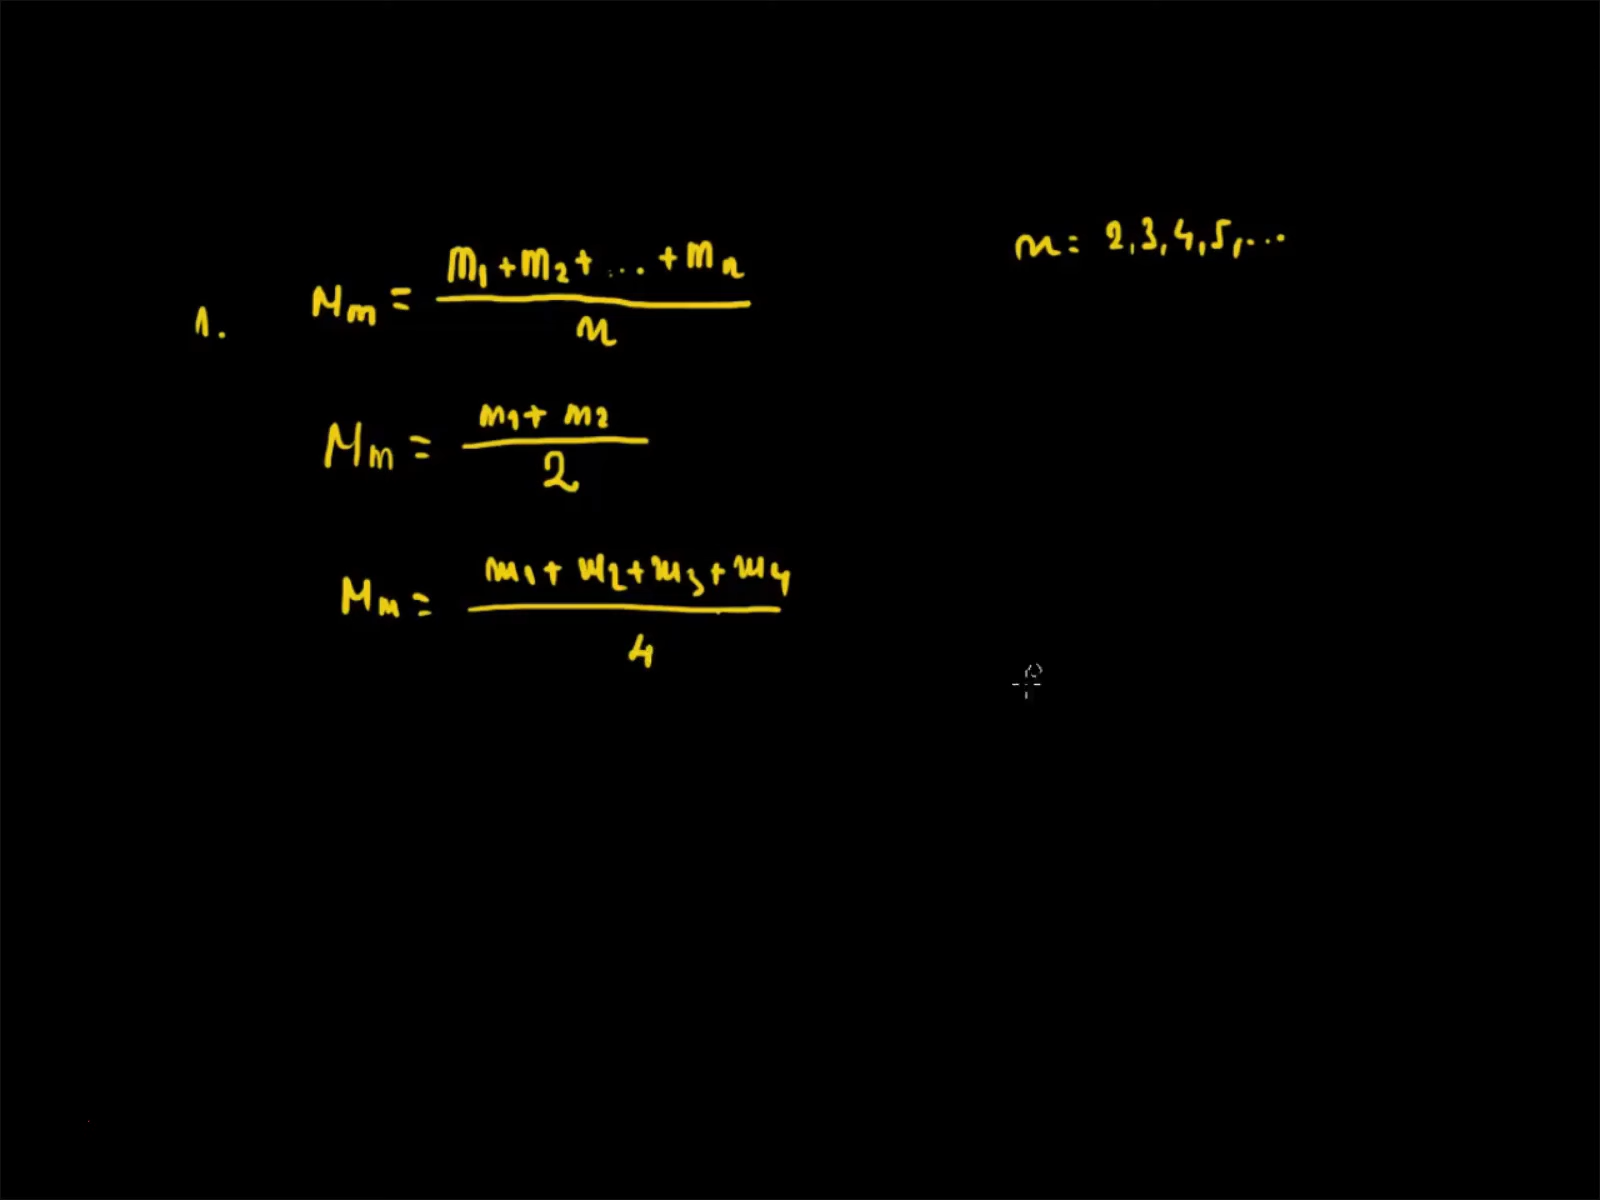 1. Mm = (m1 + m2 + ... + mn) / n
n = 2, 3, 4, 5, ...
Mm = (m1 + m2) / 2
Mm = (m1 + m2 + m3 + m4) / 4